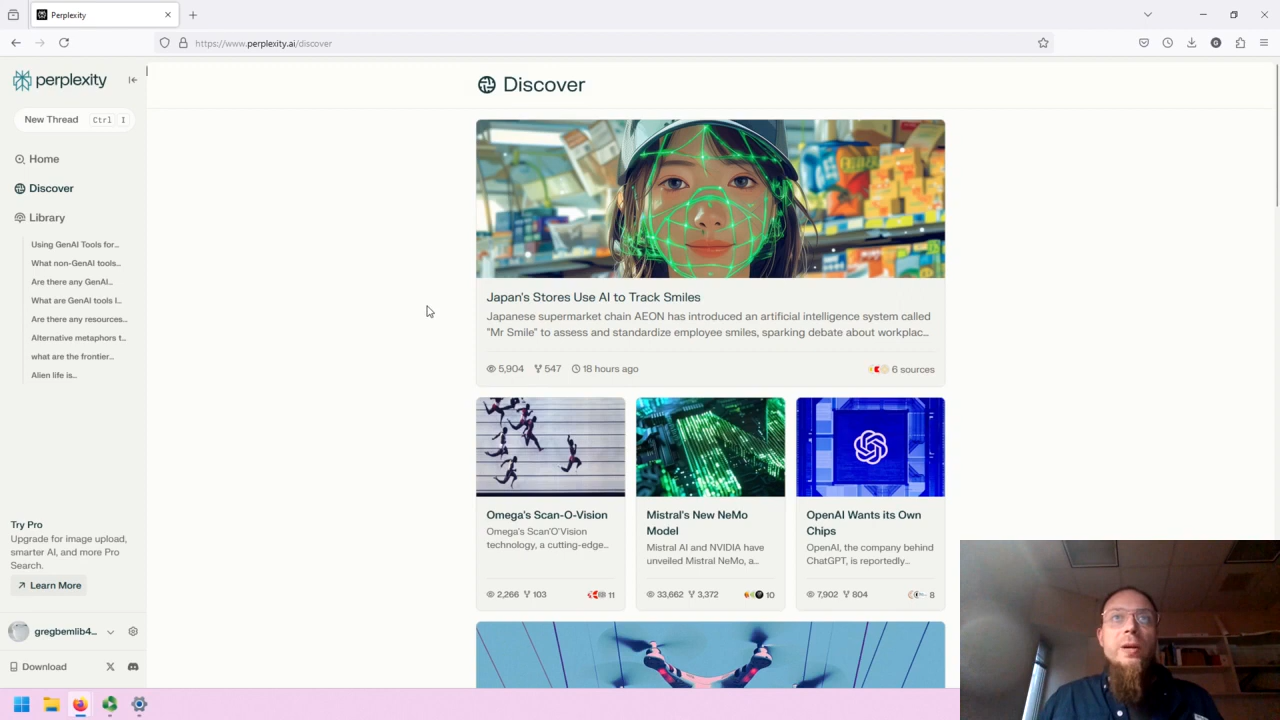 Perplexity
https://www.perplexity.ai/discover
perplexity
New Thread Ctrl I
Home
Discover
Library
Using GenAI Tools for...
What non-GenAI tools...
Are there any GenAI...
What are GenAI tools I...
Are there any resources...
Alternative metaphors t...
what are the frontier...
Alien life is...
Try Pro
Upgrade for image upload,
smarter AI, and more Pro
Search.
Learn More
gregbemlib4...
Download
Discover
Japan's Stores Use AI to Track Smiles
Japanese supermarket chain AEON has introduced an artificial intelligence system called
"Mr Smile" to assess and standardize employee smiles, sparking debate about workplac...
5,904 547 18 hours ago 6 sources
Omega's Scan-O-Vision
Omega's Scan'O'Vision
technology, a cutting-edge...
2,266 103 11
Mistral's New NeMo
Model
Mistral AI and NVIDIA have
unveiled Mistral NeMo, a...
33,662 3,372 10
OpenAI Wants its Own
Chips
OpenAI, the company behind
ChatGPT, is reportedly...
7,902 804 8